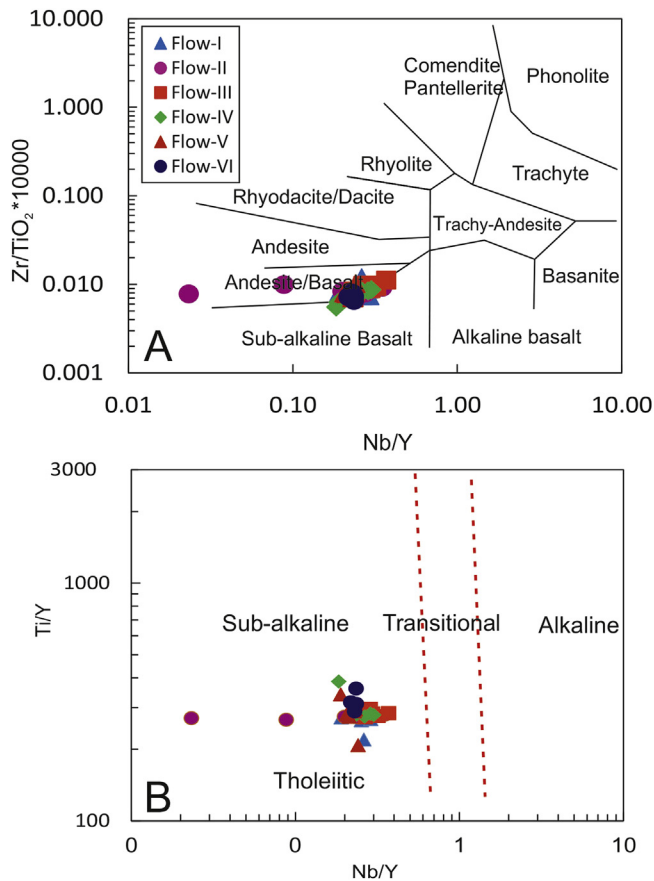 10.000
1.000
0.100
0.010
0.001
Zr/TiO2 *10000
Flow-I
Flow-II
Flow-III
Flow-IV
Flow-V
Flow-VI
Comendite
Pantellerite
Phonolite
Rhyolite
Trachyte
Rhyodacite/Dacite
Trachy-Andesite
Andesite
Andesite/Basalt
Basanite
Sub-alkaline Basalt
Alkaline basalt
A
0.01
0.10
1.00
10.00
Nb/Y
3000
1000
100
Ti/Y
Sub-alkaline
Transitional
Alkaline
Tholeiitic
B
0
0
1
10
Nb/Y